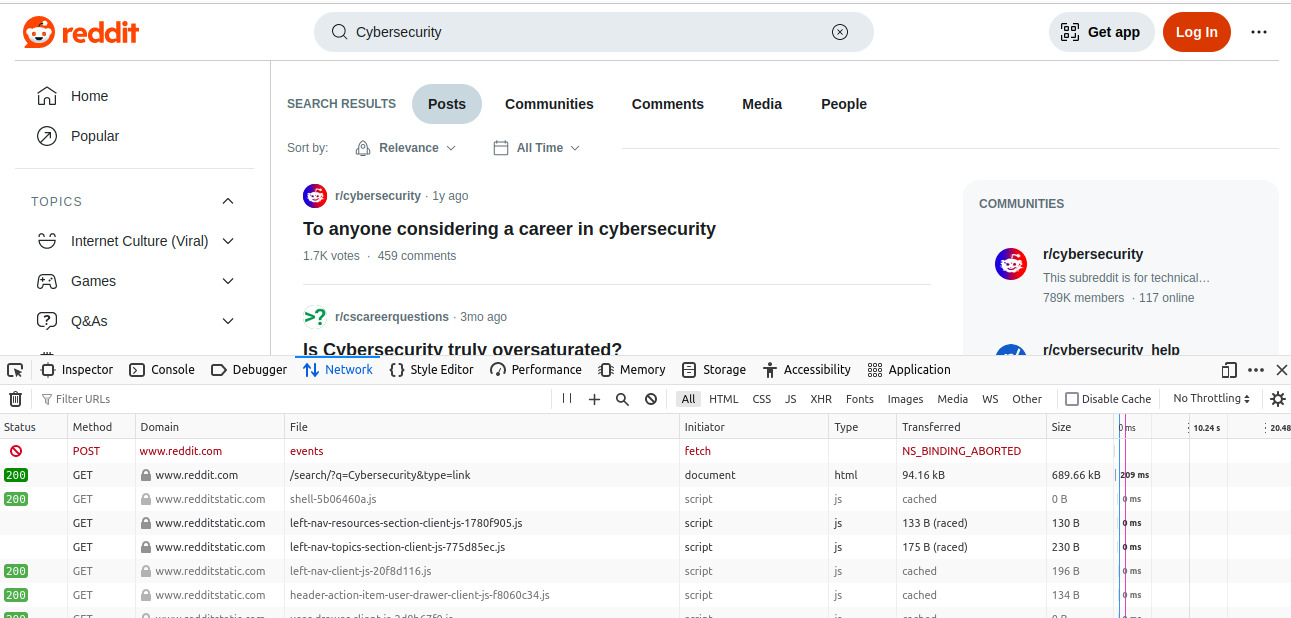 reddit
Cybersecurity
Get app
Log In
Home
Popular
TOPICS
Internet Culture (Viral)
Games
Q&As
SEARCH RESULTS Posts Communities Comments Media People
Sort by: Relevance All Time
r/cybersecurity · 1y ago
To anyone considering a career in cybersecurity
1.7K votes · 459 comments
>? r/cscareerquestions · 3mo ago
Is Cybersecurity truly oversaturated?
COMMUNITIES
r/cybersecurity
This subreddit is for technical…
789K members · 117 online
r/cybersecurity_help
Inspector Console Debugger Network Style Editor Performance Memory Storage Accessibility Application
Filter URLs All HTML CSS JS XHR Fonts Images Media WS Other Disable Cache No Throttling
Status Method Domain File Initiator Type Transferred Size 0 ms 10.24 s 20.48
POST www.reddit.com events fetch NS_BINDING_ABORTED
200 GET www.reddit.com /search/?q=Cybersecurity&type=link document html 94.16 kB 689.66 kB 209 ms
200 GET www.redditstatic.com shell-5b06460a.js script js cached 0 B 0 ms
GET www.redditstatic.com left-nav-resources-section-client-js-1780f905.js script js 133 B (raced) 130 B 0 ms
GET www.redditstatic.com left-nav-topics-section-client-js-775d85ec.js script js 175 B (raced) 230 B 0 ms
200 GET www.redditstatic.com left-nav-client-js-20f8d116.js script js cached 196 B 0 ms
200 GET www.redditstatic.com header-action-item-user-drawer-client-js-f8060c34.js script js cached 134 B 0 ms